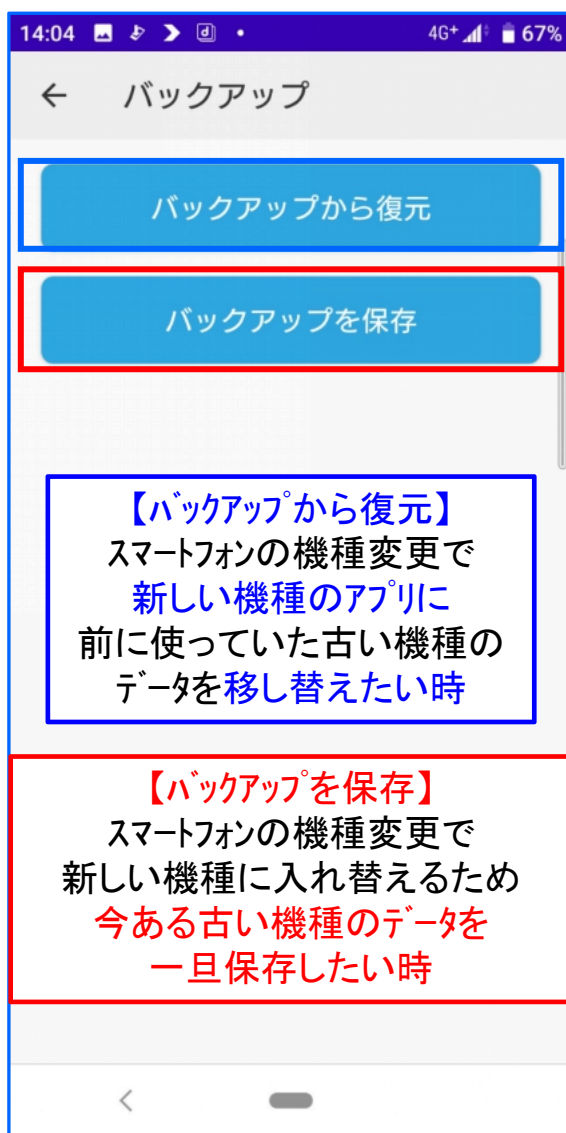 14:04 4G+ 67%
バックアップ
バックアップから復元
バックアップを保存
【ﾊﾞｯｸｱｯﾌﾟから復元】
ｽﾏｰﾄﾌｫﾝの機種変更で
新しい機種のｱﾌﾟﾘに
前に使っていた古い機種の
ﾃﾞｰﾀを移し替えたい時
【ﾊﾞｯｸｱｯﾌﾟを保存】
ｽﾏｰﾄﾌｫﾝの機種変更で
新しい機種に入れ替えるため
今ある古い機種のﾃﾞｰﾀを
一旦保存したい時